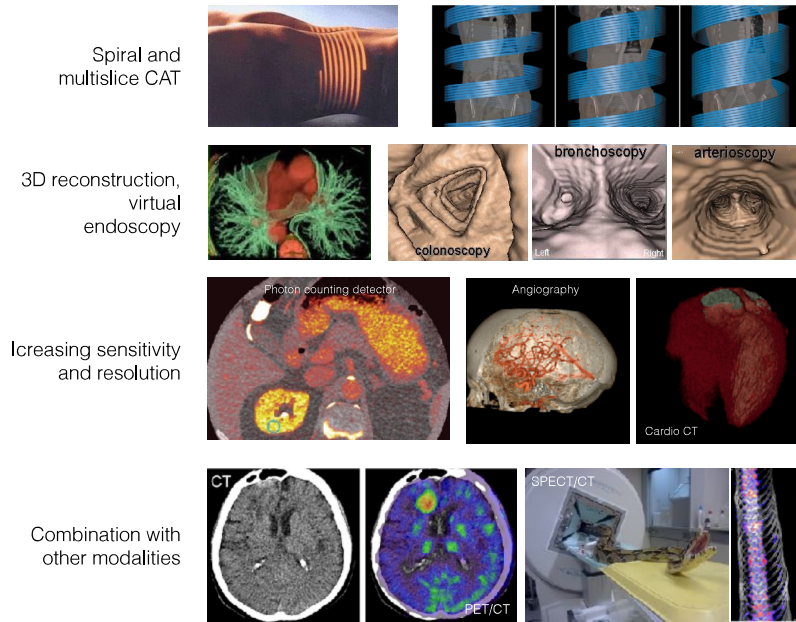 Spiral and
multislice CAT
3D reconstruction,
virtual
endoscopy
colonoscopy
bronchoscopy
Left
Right
arterioscopy
Icreasing sensitivity
and resolution
Photon counting detector
Angiography
Cardio CT
Combination with
other modalities
CT
PET/CT
SPECT/CT